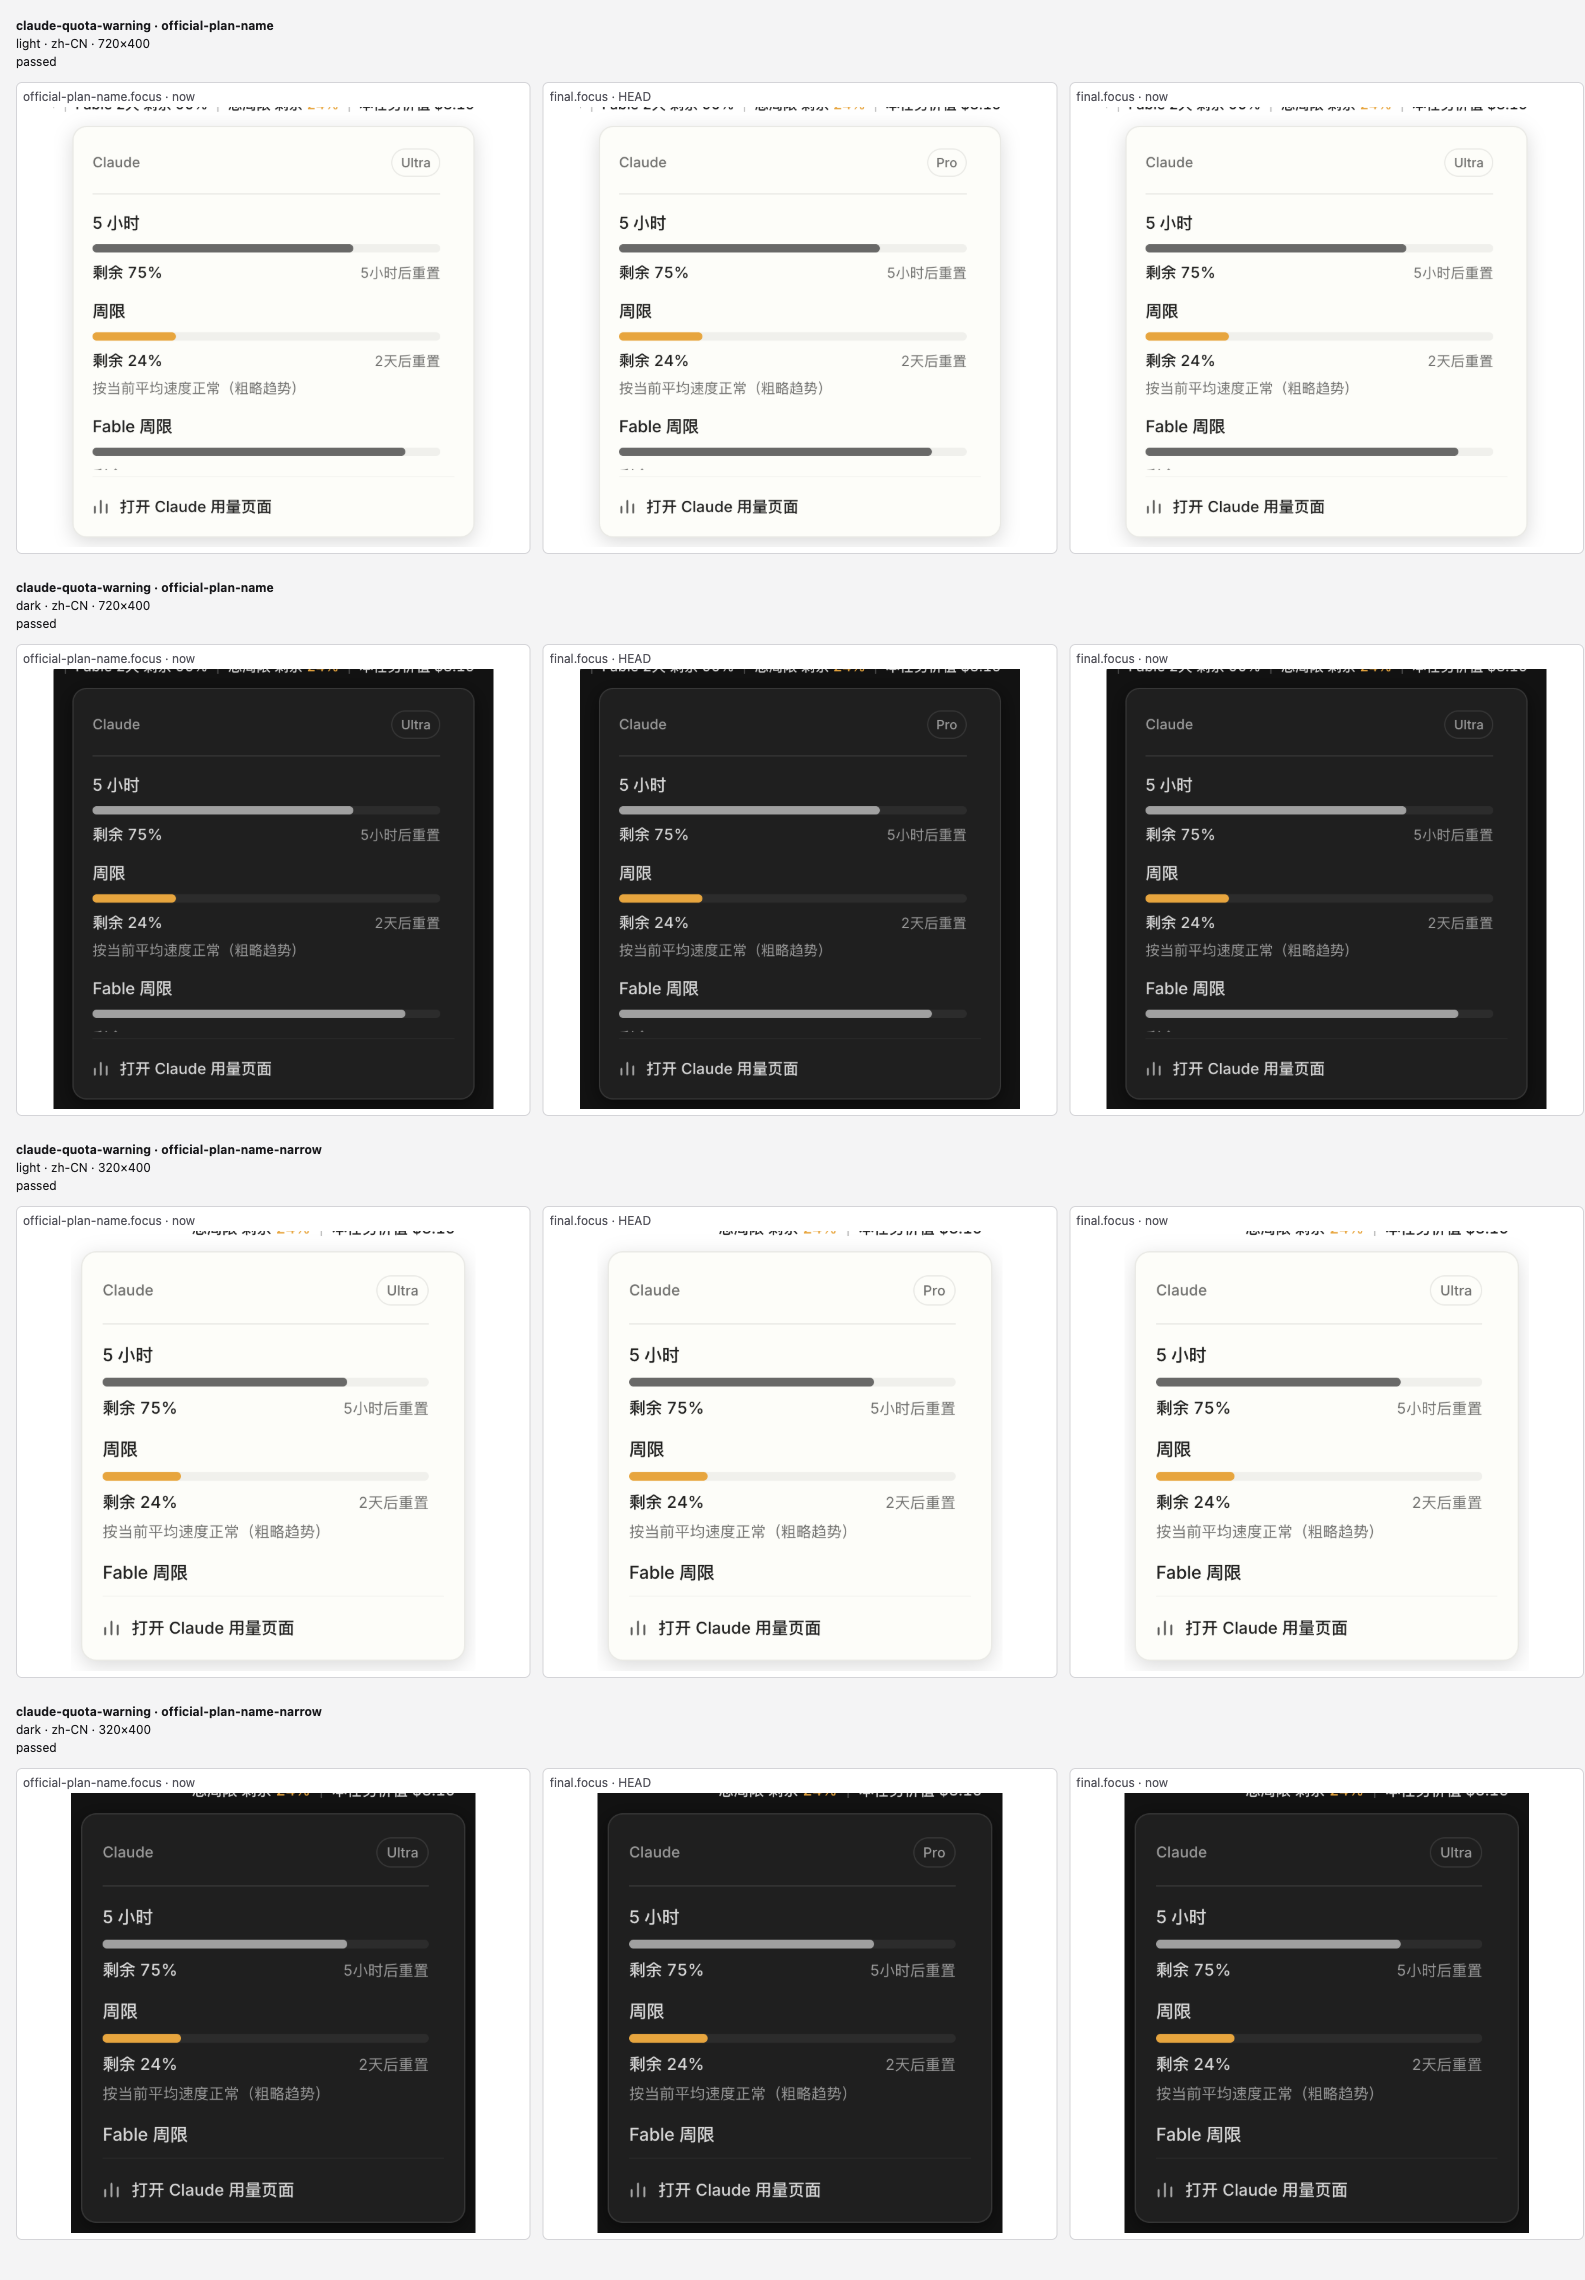 claude-quota-warning · official-plan-name
light · zh-CN · 720×400
passed
official-plan-name.focus · now
Claude
Ultra
5 小时
剩余 75%
5小时后重置
周限
剩余 24%
2天后重置
按当前平均速度正常（粗略趋势）
Fable 周限
打开 Claude 用量页面
final.focus · HEAD
Claude
Pro
5 小时
剩余 75%
5小时后重置
周限
剩余 24%
2天后重置
按当前平均速度正常（粗略趋势）
Fable 周限
打开 Claude 用量页面
final.focus · now
Claude
Ultra
5 小时
剩余 75%
5小时后重置
周限
剩余 24%
2天后重置
按当前平均速度正常（粗略趋势）
Fable 周限
打开 Claude 用量页面
claude-quota-warning · official-plan-name
dark · zh-CN · 720×400
passed
official-plan-name.focus · now
Claude
Ultra
5 小时
剩余 75%
5小时后重置
周限
剩余 24%
2天后重置
按当前平均速度正常（粗略趋势）
Fable 周限
打开 Claude 用量页面
final.focus · HEAD
Claude
Pro
5 小时
剩余 75%
5小时后重置
周限
剩余 24%
2天后重置
按当前平均速度正常（粗略趋势）
Fable 周限
打开 Claude 用量页面
final.focus · now
Claude
Ultra
5 小时
剩余 75%
5小时后重置
周限
剩余 24%
2天后重置
按当前平均速度正常（粗略趋势）
Fable 周限
打开 Claude 用量页面
claude-quota-warning · official-plan-name-narrow
light · zh-CN · 320×400
passed
official-plan-name.focus · now
Claude
Ultra
5 小时
剩余 75%
5小时后重置
周限
剩余 24%
2天后重置
按当前平均速度正常（粗略趋势）
Fable 周限
打开 Claude 用量页面
final.focus · HEAD
Claude
Pro
5 小时
剩余 75%
5小时后重置
周限
剩余 24%
2天后重置
按当前平均速度正常（粗略趋势）
Fable 周限
打开 Claude 用量页面
final.focus · now
Claude
Ultra
5 小时
剩余 75%
5小时后重置
周限
剩余 24%
2天后重置
按当前平均速度正常（粗略趋势）
Fable 周限
打开 Claude 用量页面
claude-quota-warning · official-plan-name-narrow
dark · zh-CN · 320×400
passed
official-plan-name.focus · now
Claude
Ultra
5 小时
剩余 75%
5小时后重置
周限
剩余 24%
2天后重置
按当前平均速度正常（粗略趋势）
Fable 周限
打开 Claude 用量页面
final.focus · HEAD
Claude
Pro
5 小时
剩余 75%
5小时后重置
周限
剩余 24%
2天后重置
按当前平均速度正常（粗略趋势）
Fable 周限
打开 Claude 用量页面
final.focus · now
Claude
Ultra
5 小时
剩余 75%
5小时后重置
周限
剩余 24%
2天后重置
按当前平均速度正常（粗略趋势）
Fable 周限
打开 Claude 用量页面